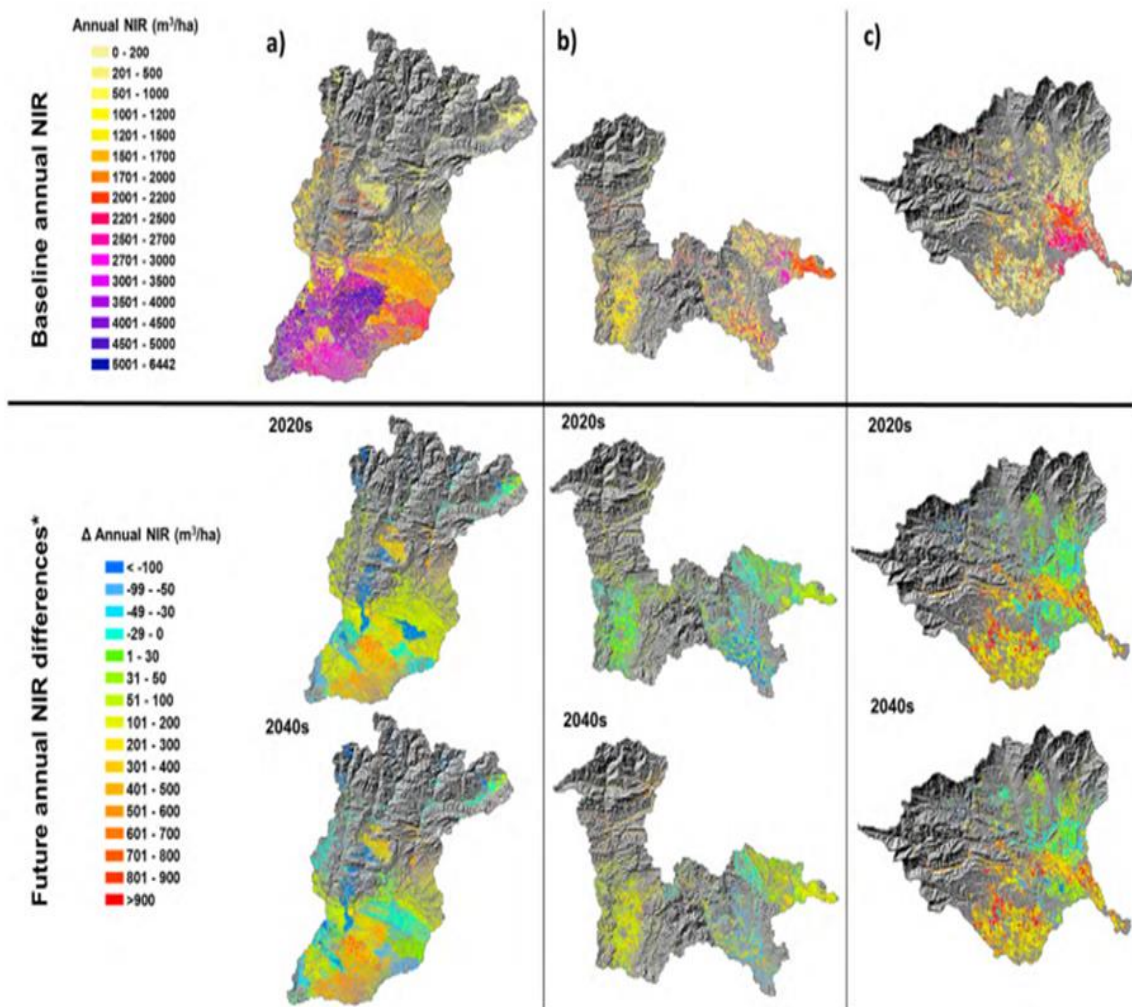 Annual NIR (m³/ha)
0 - 200
201 - 500
501 - 1000
1001 - 1200
1201 - 1500
1501 - 1700
1701 - 2000
2001 - 2200
2201 - 2500
2501 - 2700
2701 - 3000
3001 - 3500
3501 - 4000
4001 - 4500
4501 - 5000
5001 - 6442
Baseline annual NIR
a)
b)
c)
2020s
2020s
2020s
Δ Annual NIR (m³/ha)
< -100
-99 - -50
-49 - -30
-29 - 0
1 - 30
31 - 50
51 - 100
101 - 200
201 - 300
301 - 400
401 - 500
501 - 600
601 - 700
701 - 800
801 - 900
>900
Future annual NIR differences*
2040s
2040s
2040s